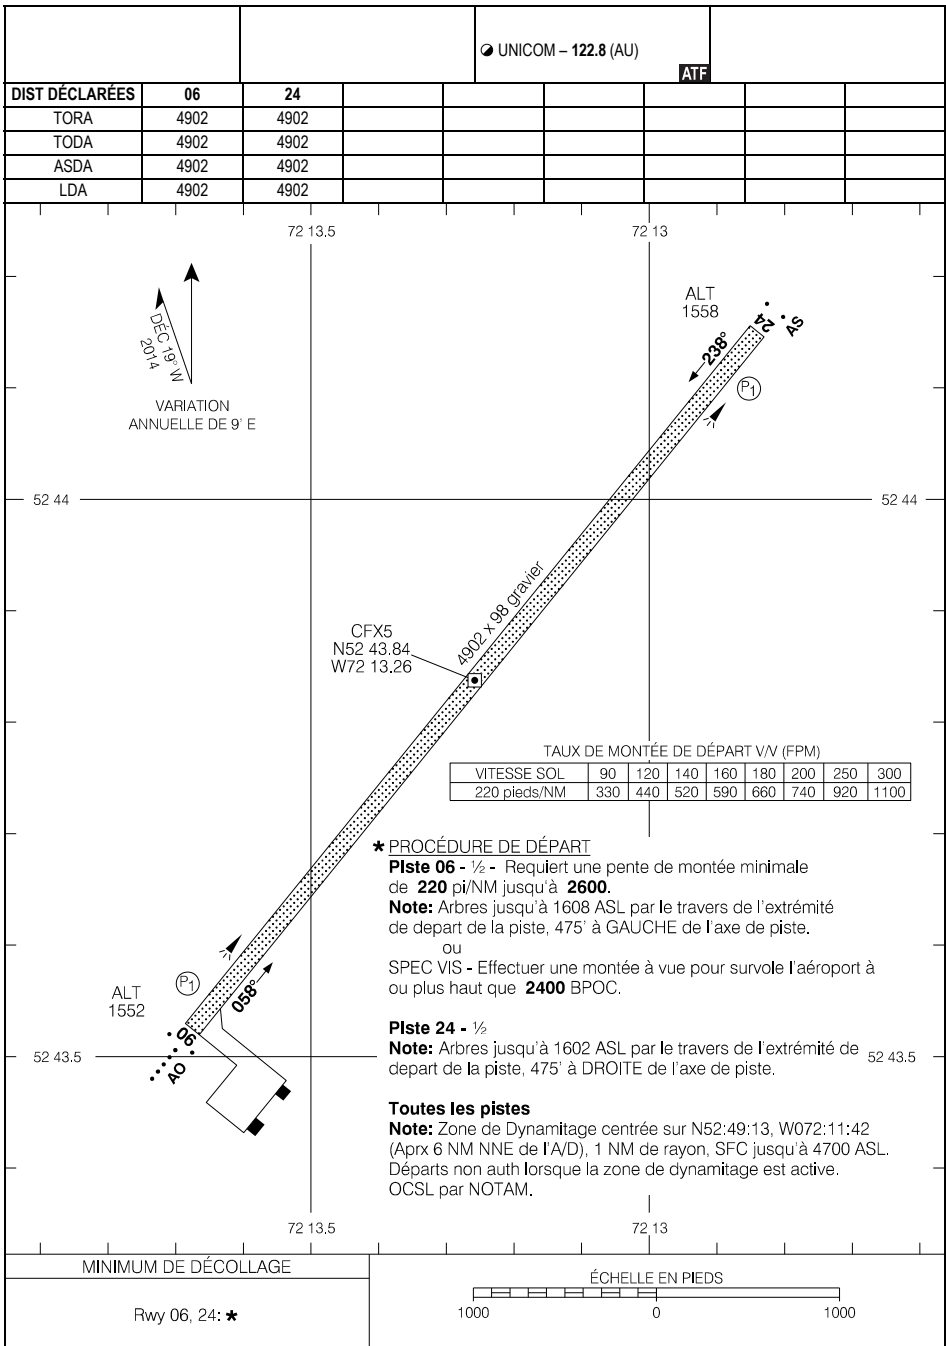 UNICOM – 122.8 (AU)
ATF
DIST DÉCLARÉES 06 24
TORA 4902 4902
TODA 4902 4902
ASDA 4902 4902
LDA 4902 4902
72 13.5 72 13
DÉC 19° W
2014
VARIATION
ANNUELLE DE 9' E
ALT
1558
24
AS
238°
P1
52 44 52 44
4902 x 98 gravier
CFX5
N52 43.84
W72 13.26
TAUX DE MONTÉE DE DÉPART V/V (FPM)
VITESSE SOL 90 120 140 160 180 200 250 300
220 pieds/NM 330 440 520 590 660 740 920 1100
* PROCÉDURE DE DÉPART
Piste 06 - ½ - Requiert une pente de montée minimale
de 220 pi/NM jusqu'à 2600.
Note: Arbres jusqu'à 1608 ASL par le travers de l'extrémité
de depart de la piste, 475' à GAUCHE de l'axe de piste.
ou
SPEC VIS - Effectuer une montée à vue pour survole l'aéroport à
ou plus haut que 2400 BPOC.
P1
058°
ALT
1552
06
AO
Piste 24 - ½
Note: Arbres jusqu'à 1602 ASL par le travers de l'extrémité de
depart de la piste, 475' à DROITE de l'axe de piste.
52 43.5 52 43.5
Toutes les pistes
Note: Zone de Dynamitage centrée sur N52:49:13, W072:11:42
(Aprx 6 NM NNE de l'A/D), 1 NM de rayon, SFC jusqu'à 4700 ASL.
Départs non auth lorsque la zone de dynamitage est active.
OCSL par NOTAM.
72 13.5 72 13
MINIMUM DE DÉCOLLAGE
Rwy 06, 24: *
ÉCHELLE EN PIEDS
1000 0 1000